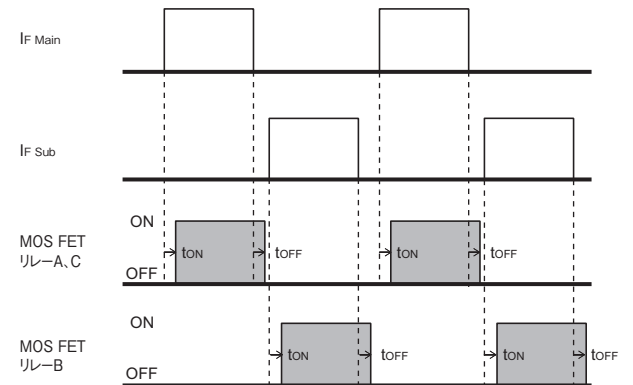 IF Main
IF Sub
ON
MOS FET
リレーA、C
tON
tOFF
tON
tOFF
OFF
ON
MOS FET
リレーB
tON
tOFF
tON
tOFF
OFF